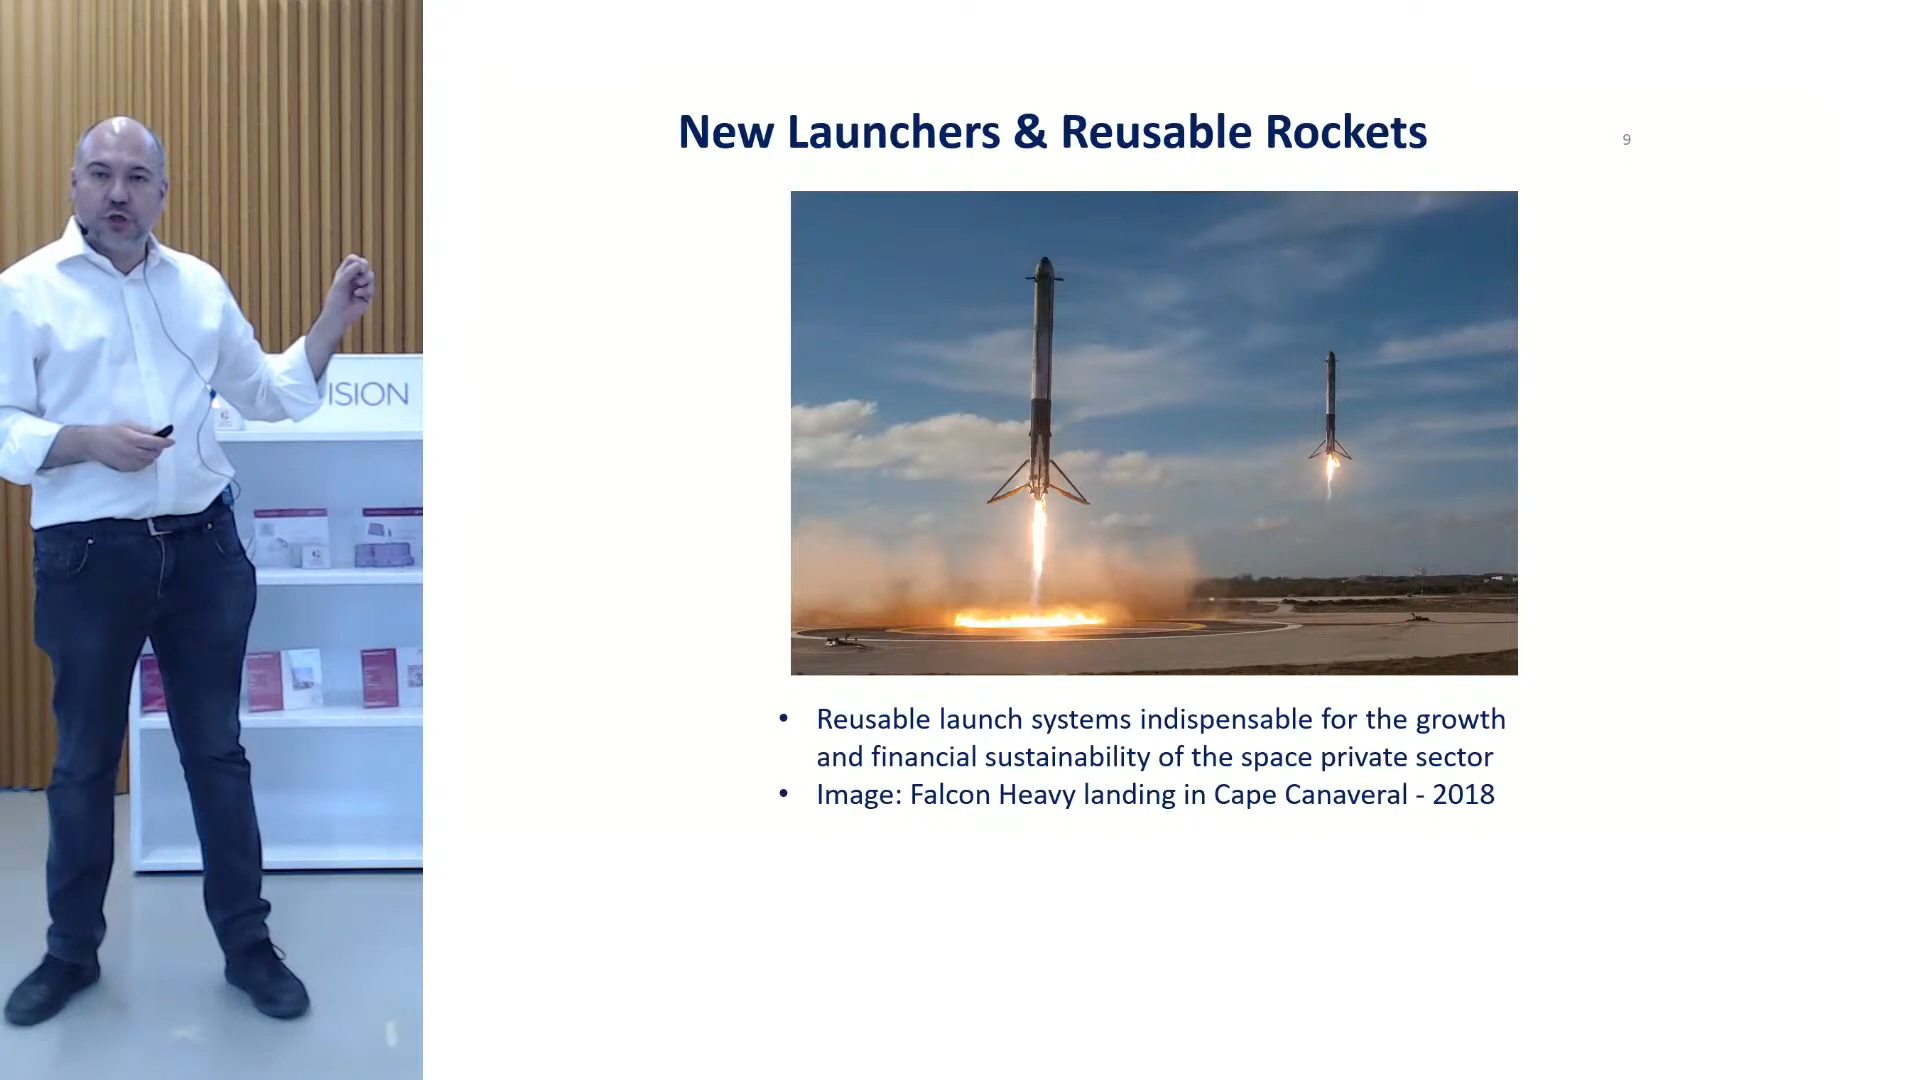 New Launchers & Reusable Rockets
9
ISION
• Reusable launch systems indispensable for the growth
and financial sustainability of the space private sector
• Image: Falcon Heavy landing in Cape Canaveral - 2018